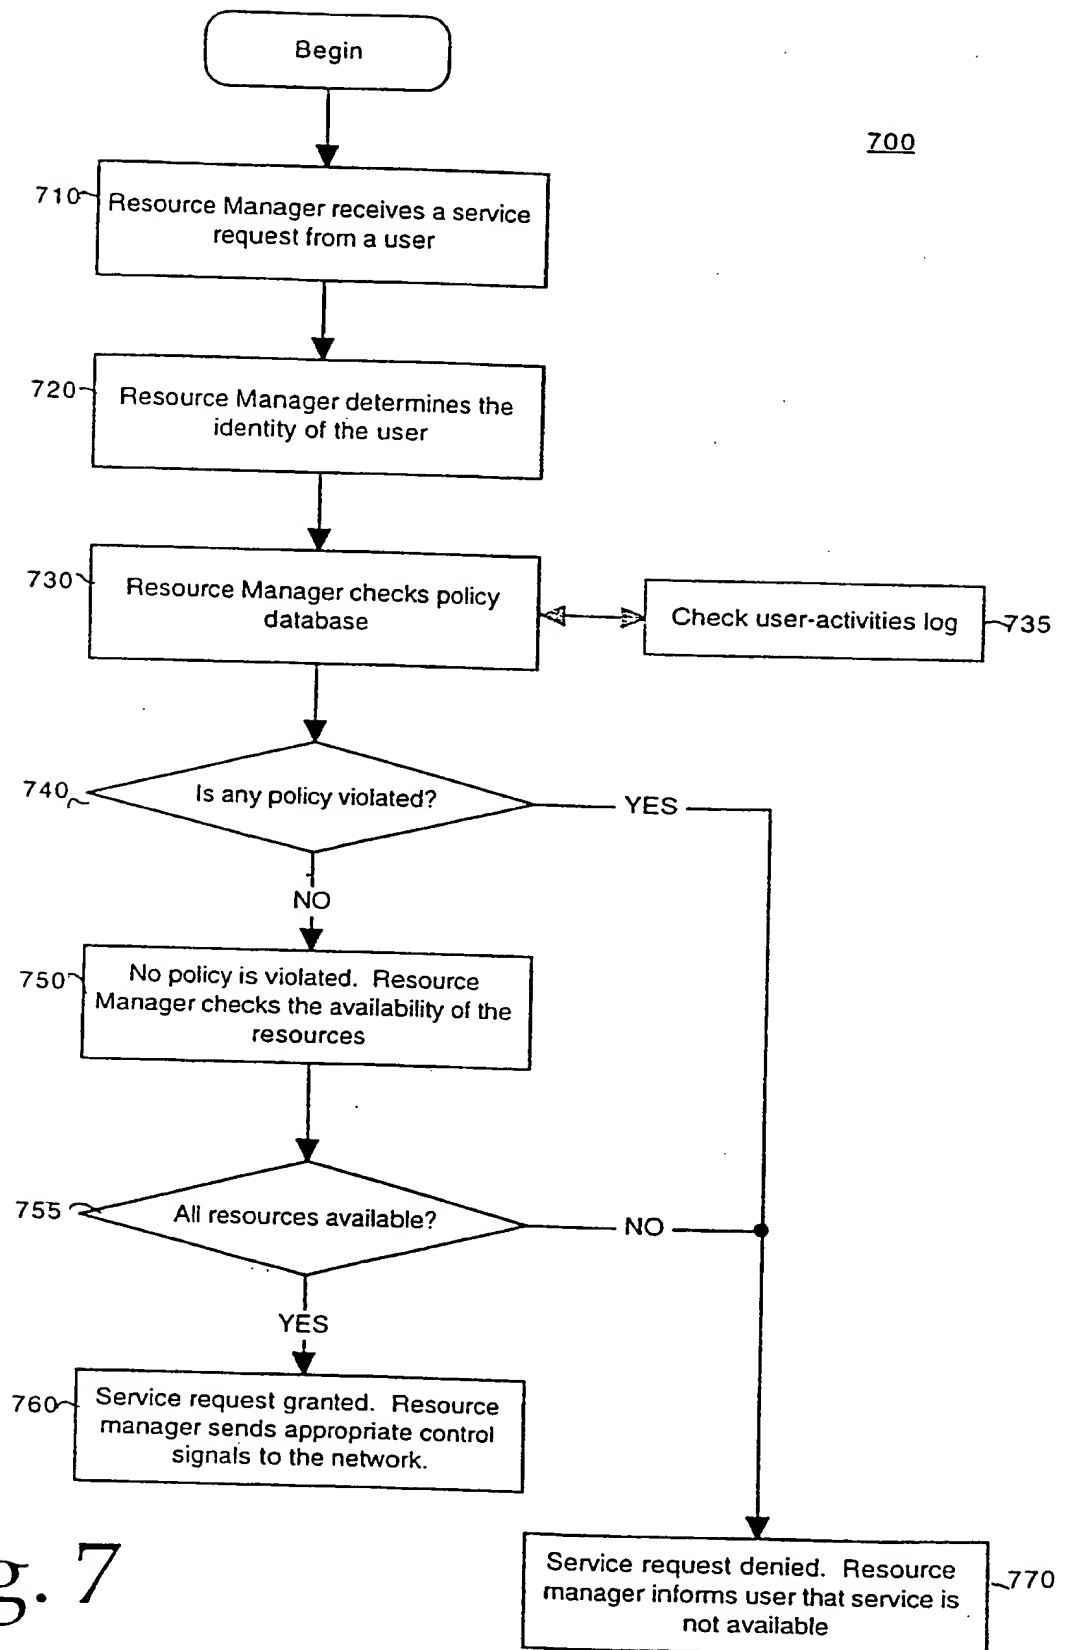 Begin
700
710
Resource Manager receives a service
request from a user
720
Resource Manager determines the
identity of the user
730
Resource Manager checks policy
database
Check user-activities log
735
740
Is any policy violated?
YES
NO
750
No policy is violated. Resource
Manager checks the availability of the
resources
755
All resources available?
NO
YES
760
Service request granted. Resource
manager sends appropriate control
signals to the network.
g. 7
Service request denied. Resource
manager informs user that service is
not available
770